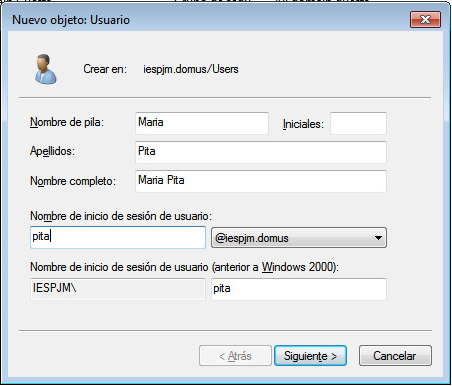 Nuevo objeto: Usuario
Crear en: iespjm.domus/Users
Nombre de pila: Maria Iniciales:
Apellidos: Pita
Nombre completo: Maria Pita
Nombre de inicio de sesión de usuario:
pita @iespjm.domus
Nombre de inicio de sesión de usuario (anterior a Windows 2000):
IESPJM\ pita
< Atrás Siguiente > Cancelar